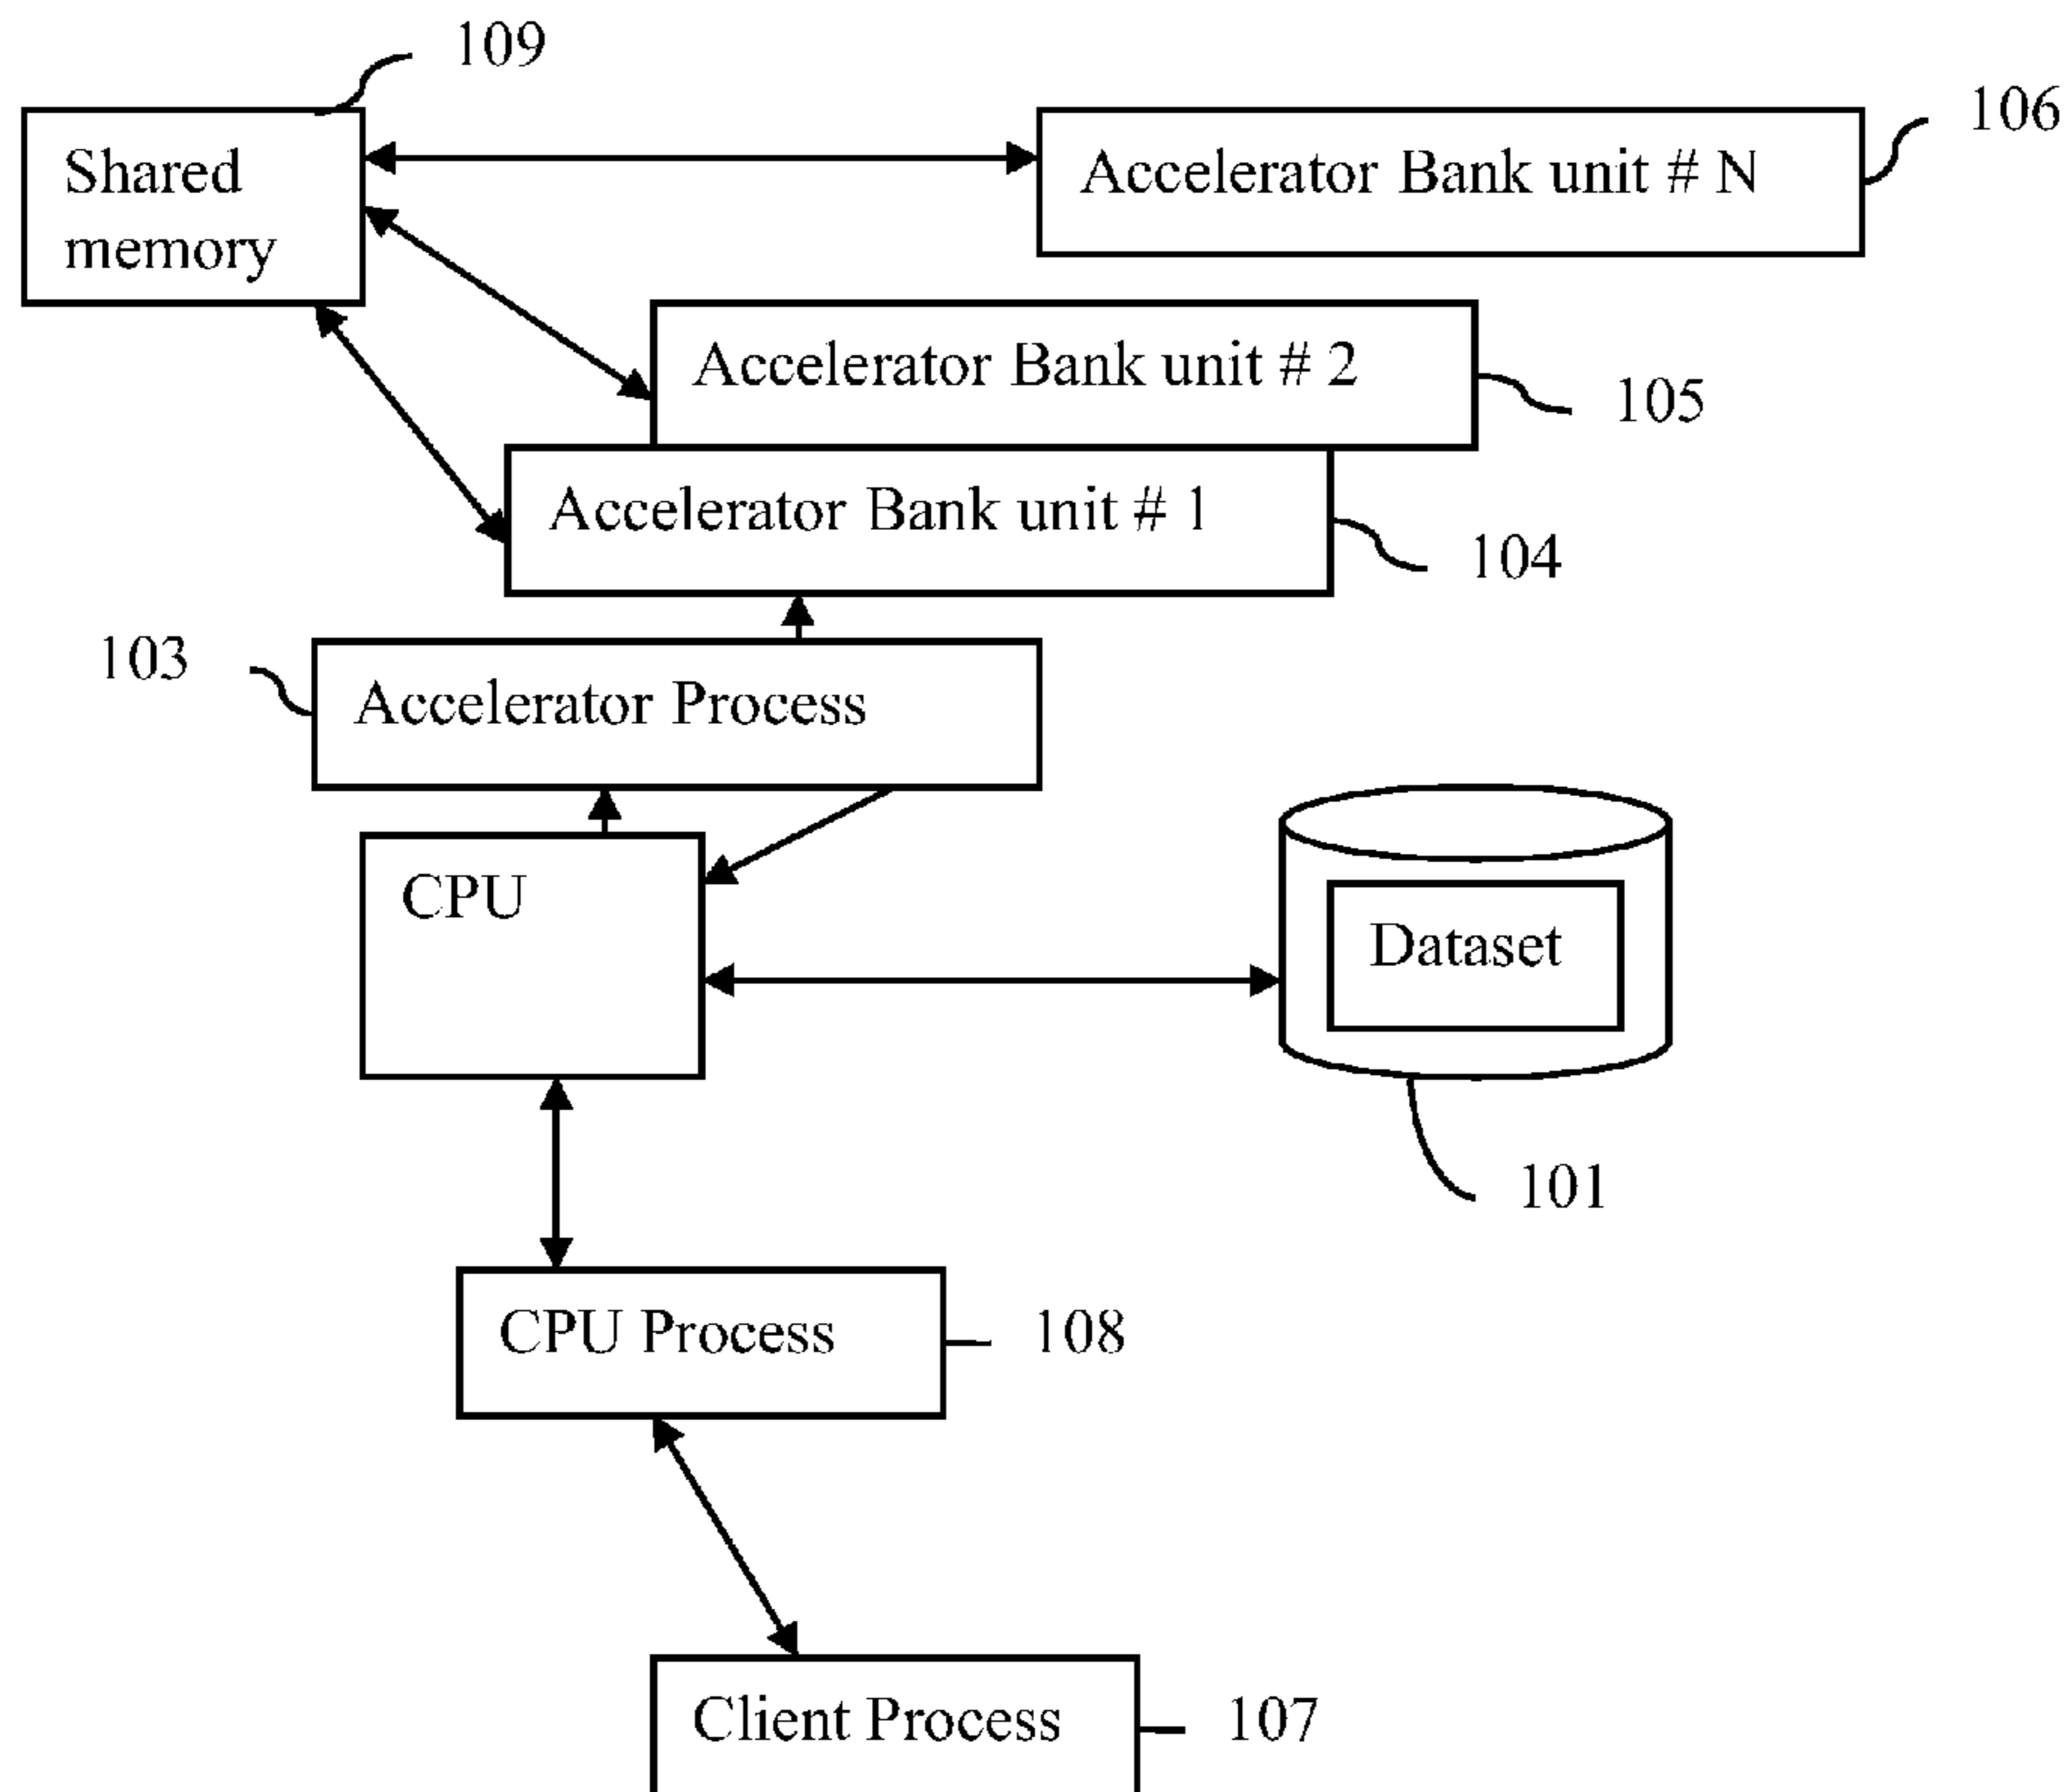 109
106
Shared
memory
Accelerator Bank unit # N
Accelerator Bank unit # 2
105
Accelerator Bank unit # 1
104
103
Accelerator Process
CPU
Dataset
101
CPU Process
108
Client Process
107